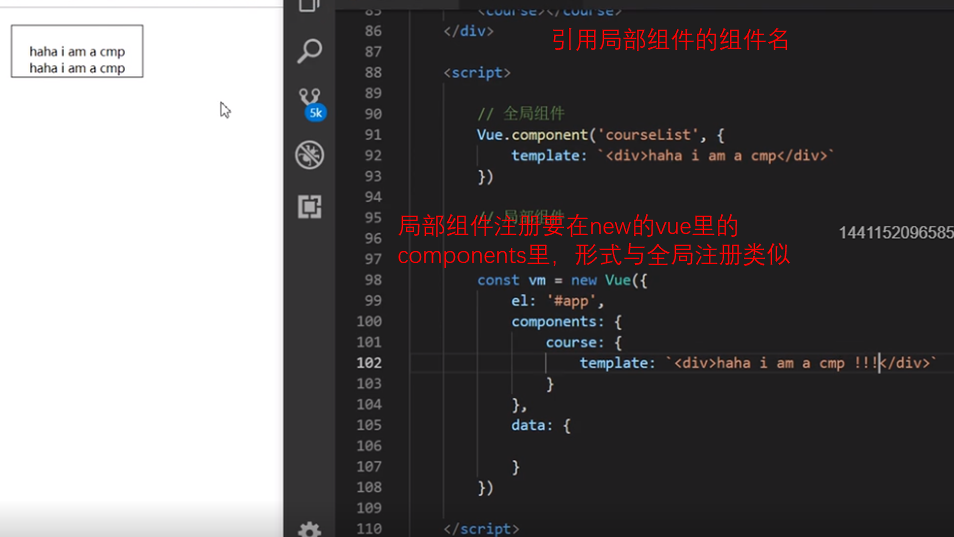 haha i am a cmp
haha i am a cmp
5k
85 <course></course>
86 </div>
引用局部组件的组件名
87
88 <script>
89
90 // 全局组件
91 Vue.component('courseList', {
92 template: `<div>haha i am a cmp</div>`
93 })
94
95 // 局部组件
局部组件注册要在new的vue里的
components里，形式与全局注册类似
1441152096585
96
97
98 const vm = new Vue({
99 el: '#app',
100 components: {
101 course: {
102 template: `<div>haha i am a cmp !!!</div>`
103 }
104 },
105 data: {
106
107 }
108 })
109
110 </script>